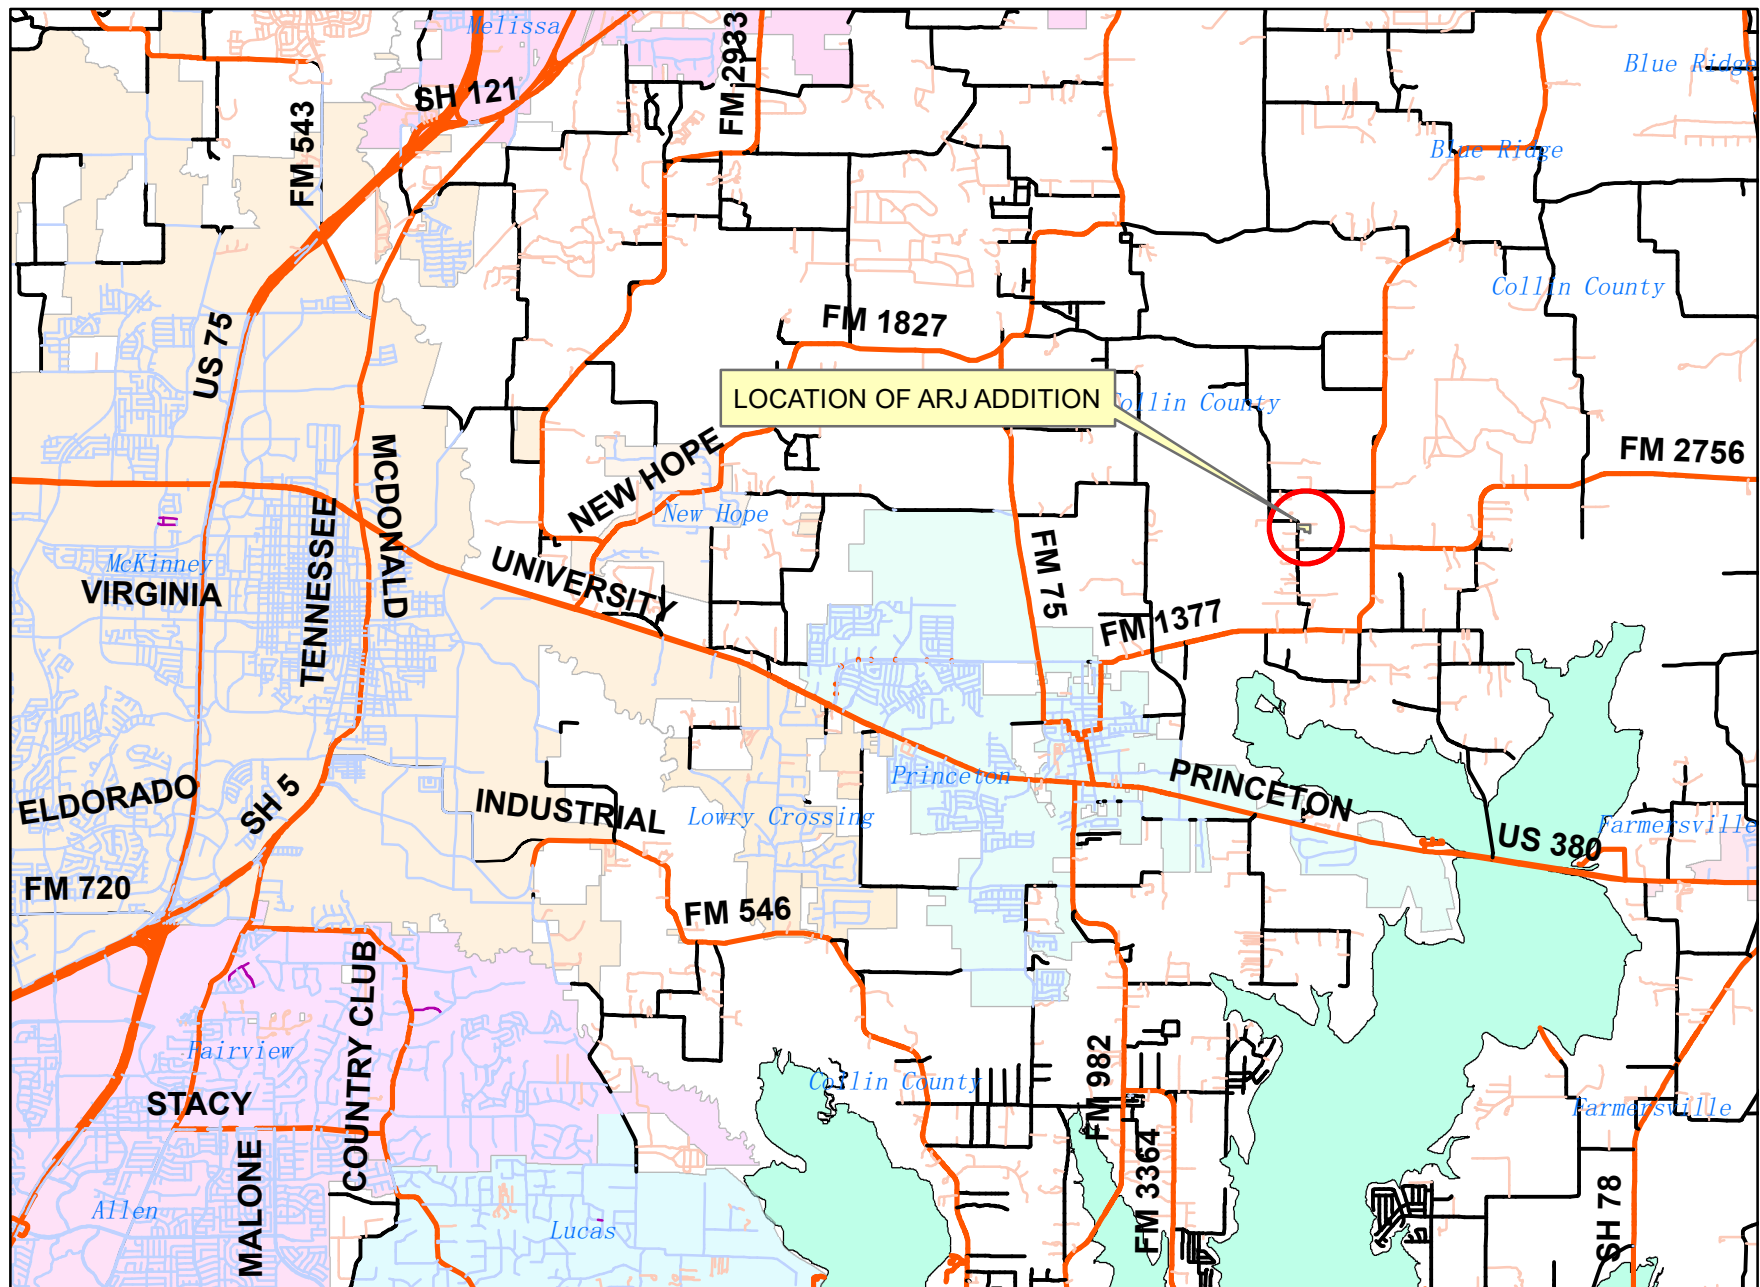 Melissa
FM 2933
Blue Ridge
SH 121
FM 543
Blue Ridge
Collin County
US 75
FM 1827
LOCATION OF ARJ ADDITION
Collin County
MCDONALD
NEW HOPE
FM 2756
New Hope
TENNESSEE
McKinney
VIRGINIA
UNIVERSITY
FM 75
FM 1377
ELDORADO
SH 5
INDUSTRIAL
Lowry Crossing
Princeton
PRINCETON
US 380
Farmersville
FM 720
FM 546
COUNTRY CLUB
Fairview
STACY
Collin County
FM 982
Farmersville
MALONE
FM 3364
SH 78
Allen
Lucas